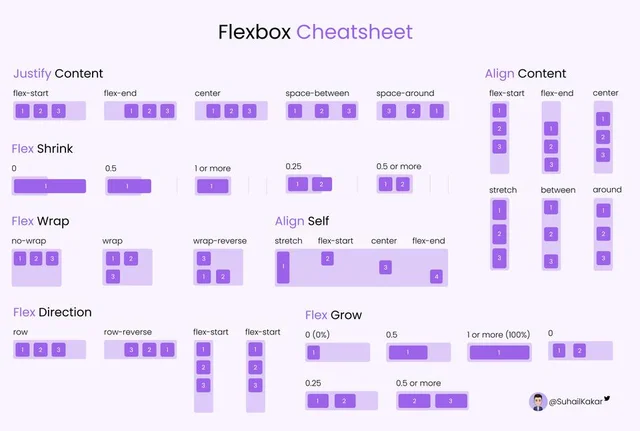 Flexbox Cheatsheet
Justify Content
flex-start
1 2 3
flex-end
1 2 3
center
1 2 3
space-between
1 2 3
space-around
3 2 1
Flex Shrink
0
1
0.5
1
1 or more
1
0.25
1 2
0.5 or more
1 2
Flex Wrap
no-wrap
1 2 3
wrap
1 2
3
wrap-reverse
3
1 2
Align Self
stretch
1
flex-start
2
center
3
flex-end
4
Align Content
flex-start
1
2
3
flex-end
1
2
3
center
1
2
3
stretch
1
2
3
between
1
2
3
around
1
2
3
Flex Direction
row
1 2 3
row-reverse
3 2 1
flex-start
1
2
3
flex-start
1
2
3
Flex Grow
0 (0%)
1
0.5
1
1 or more (100%)
1
0
1 2
0.25
1 2
0.5 or more
2 3
@SuhailKakar